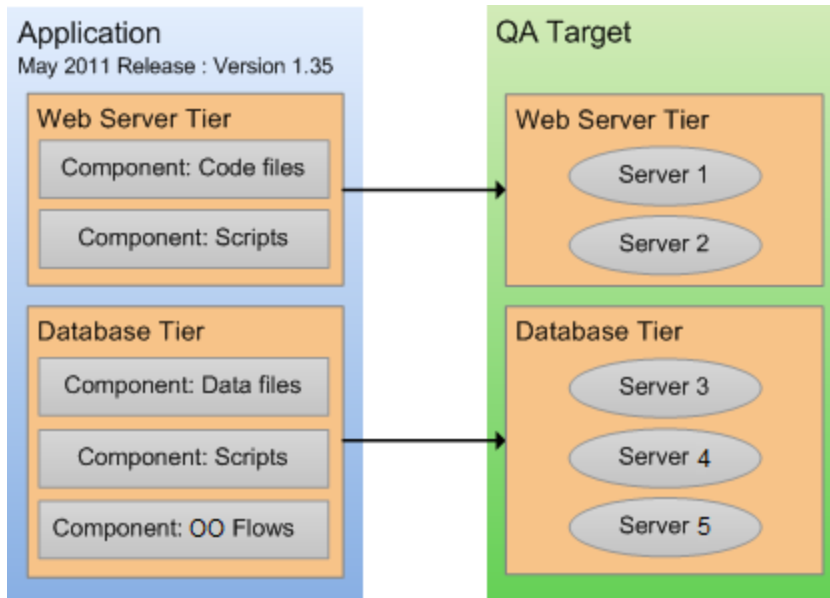 Application
May 2011 Release : Version 1.35
Web Server Tier
Component: Code files
Component: Scripts
Database Tier
Component: Data files
Component: Scripts
Component: OO Flows
QA Target
Web Server Tier
Server 1
Server 2
Database Tier
Server 3
Server 4
Server 5